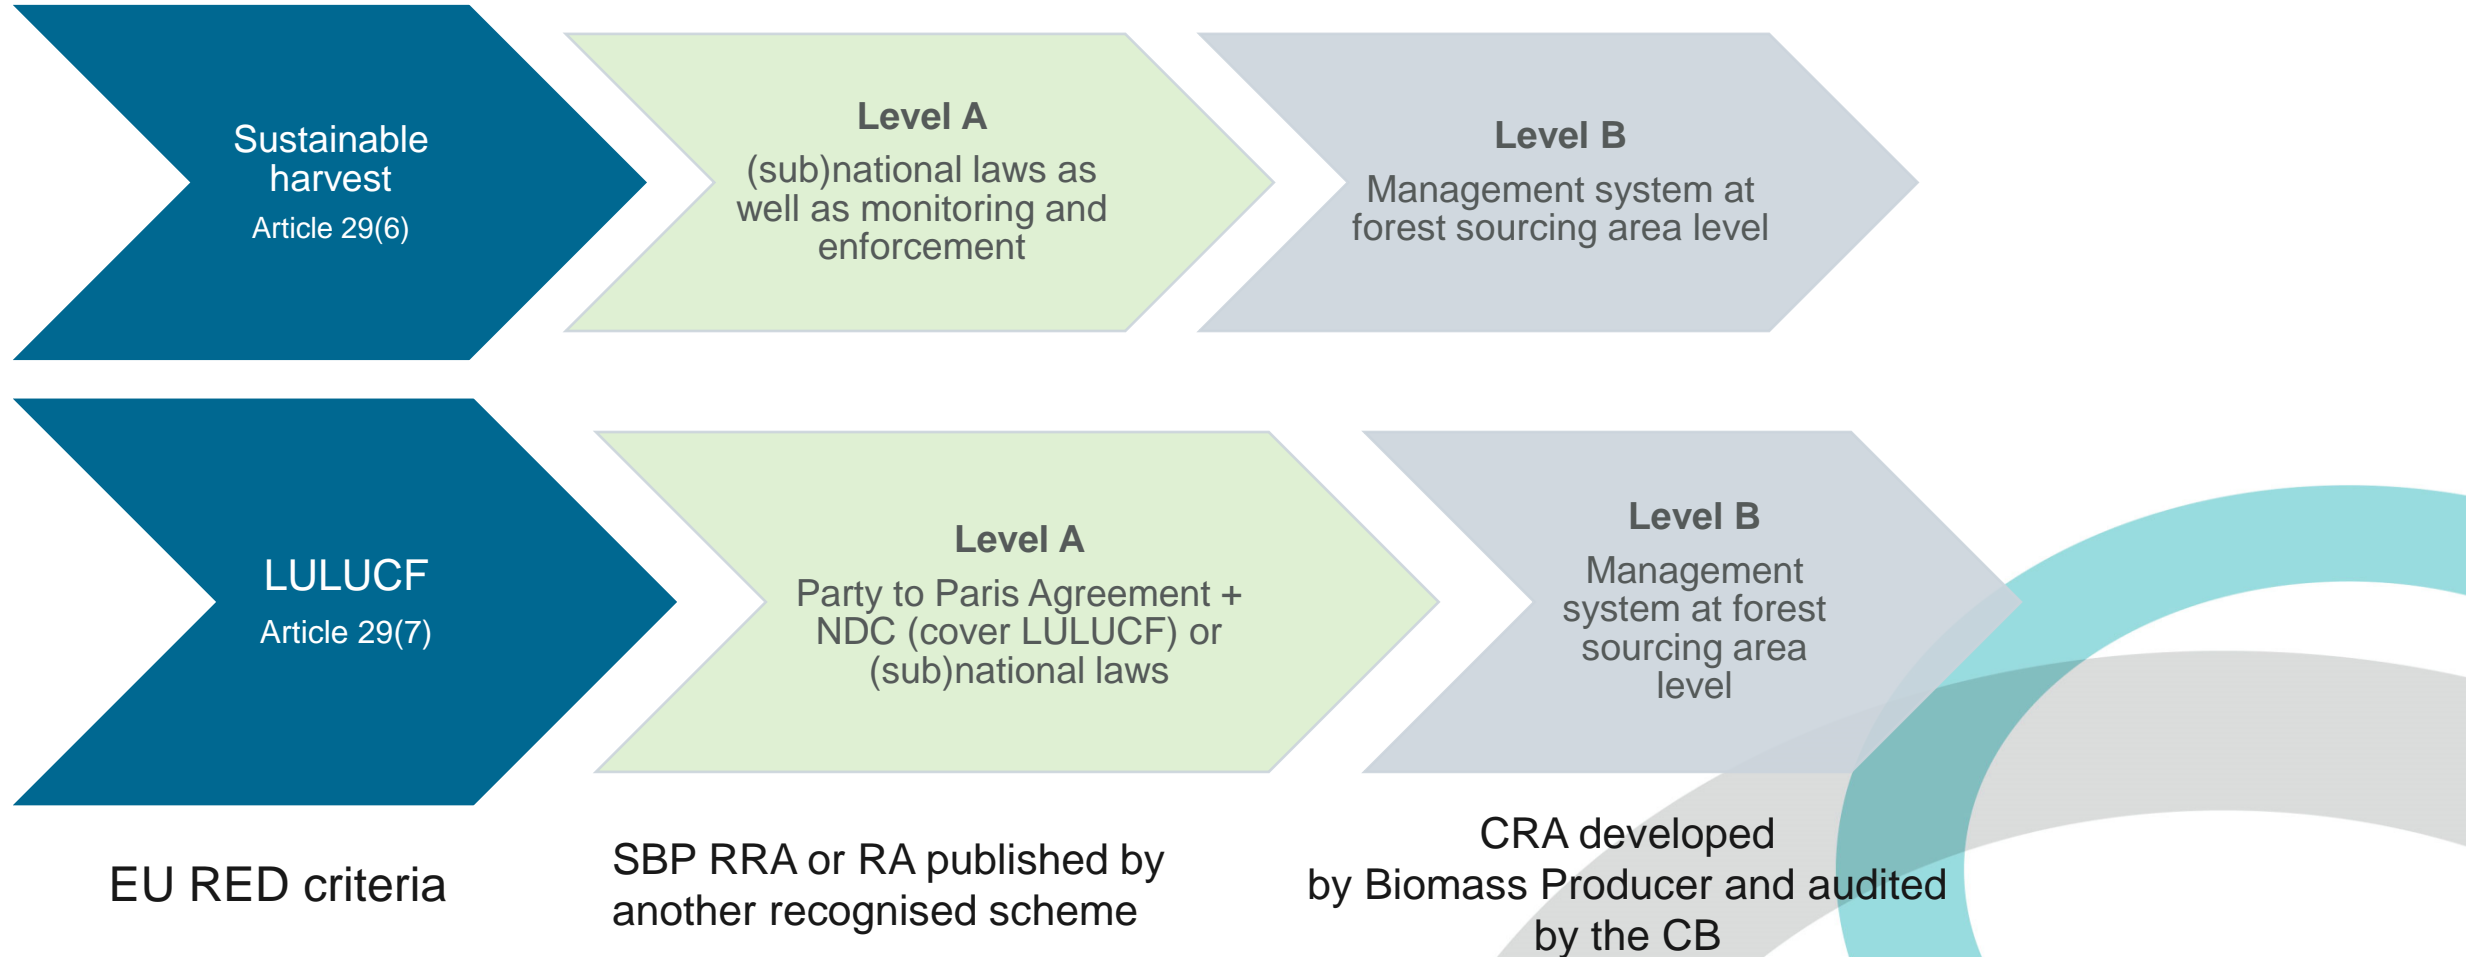 Sustainable
harvest
Article 29(6)
Level A
(sub)national laws as
well as monitoring and
enforcement
Level B
Management system at
forest sourcing area level
LULUCF
Article 29(7)
Level A
Party to Paris Agreement +
NDC (cover LULUCF) or
(sub)national laws
Level B
Management
system at forest
sourcing area
level
EU RED criteria
SBP RRA or RA published by
another recognised scheme
CRA developed
by Biomass Producer and audited
by the CB